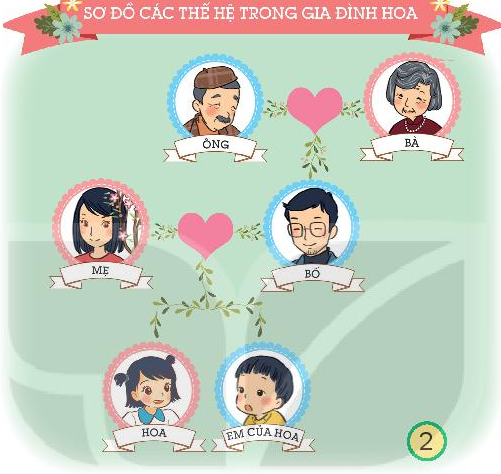 SƠ ĐỒ CÁC THẾ HỆ TRONG GIA ĐÌNH HOA
ÔNG
BÀ
MẸ
BỐ
HOA
EM CỦA HOA
2